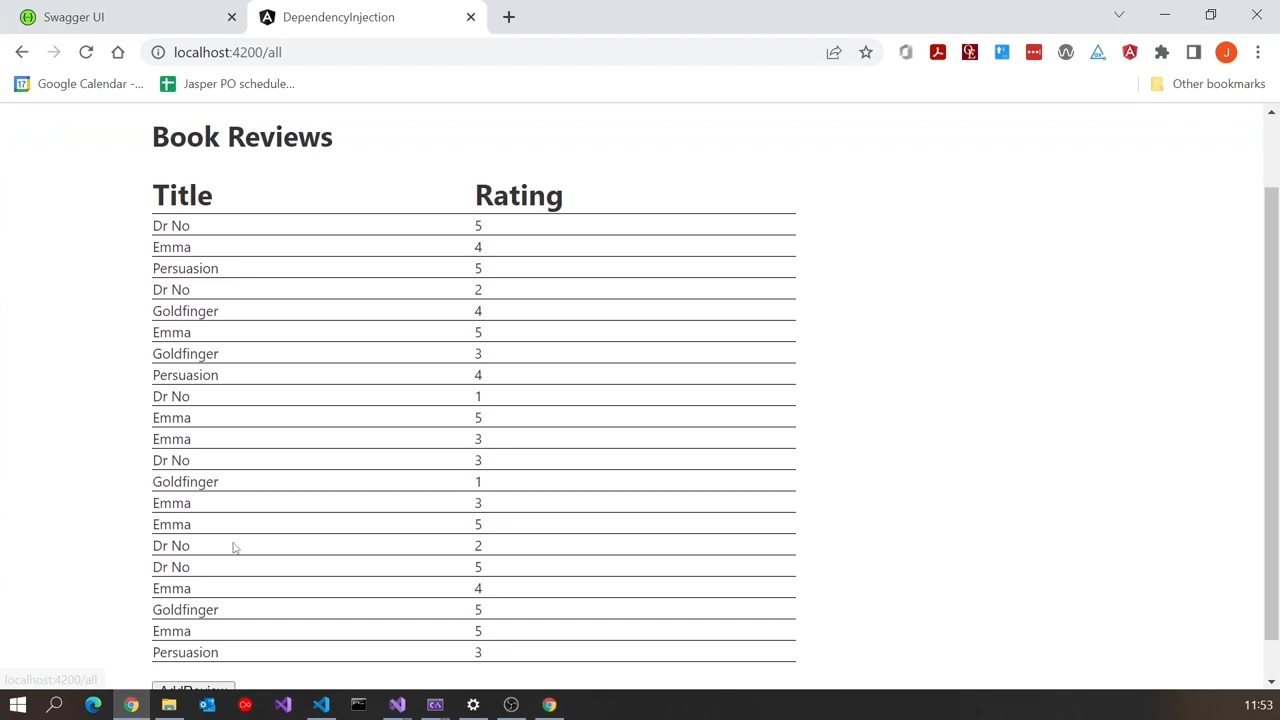 Swagger UI
DependencyInjection
localhost:4200/all
J
17 Google Calendar -...
Jasper PO schedule...
Other bookmarks
Book Reviews
Title Rating
Dr No 5
Emma 4
Persuasion 5
Dr No 2
Goldfinger 4
Emma 5
Goldfinger 3
Persuasion 4
Dr No 1
Emma 5
Emma 3
Dr No 3
Goldfinger 1
Emma 3
Emma 5
Dr No 2
Dr No 5
Emma 4
Goldfinger 5
Emma 5
Persuasion 3
localhost:4200/all
AddReview
11:53